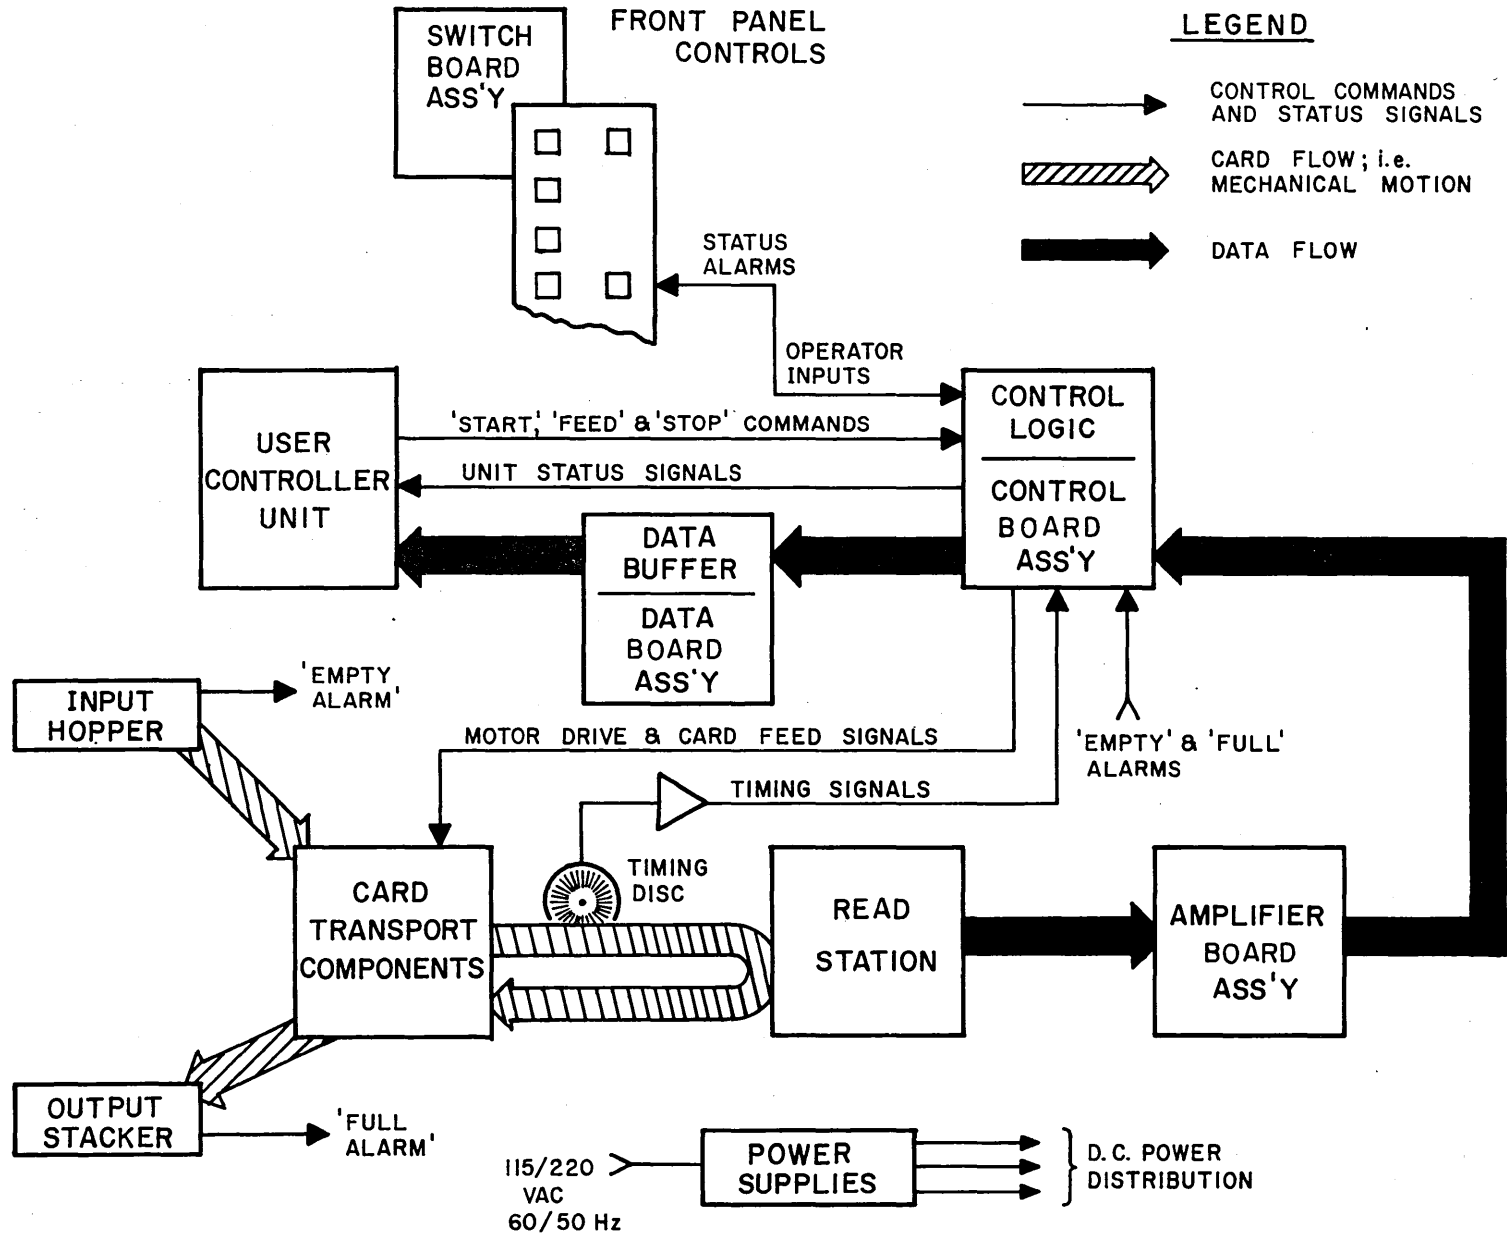 SWITCH
BOARD
ASS'Y
FRONT PANEL
CONTROLS
LEGEND
CONTROL COMMANDS
AND STATUS SIGNALS
CARD FLOW; i.e.
MECHANICAL MOTION
DATA FLOW
STATUS
ALARMS
OPERATOR
INPUTS
USER
CONTROLLER
UNIT
'START,' 'FEED' & 'STOP' COMMANDS
UNIT STATUS SIGNALS
CONTROL
LOGIC
CONTROL
BOARD
ASS'Y
DATA
BUFFER
DATA
BOARD
ASS'Y
INPUT
HOPPER
'EMPTY
ALARM'
MOTOR DRIVE & CARD FEED SIGNALS
'EMPTY' & 'FULL'
ALARMS
TIMING SIGNALS
TIMING
DISC
CARD
TRANSPORT
COMPONENTS
READ
STATION
AMPLIFIER
BOARD
ASS'Y
OUTPUT
STACKER
'FULL
ALARM'
115/220
VAC
60/50 Hz
POWER
SUPPLIES
D.C. POWER
DISTRIBUTION